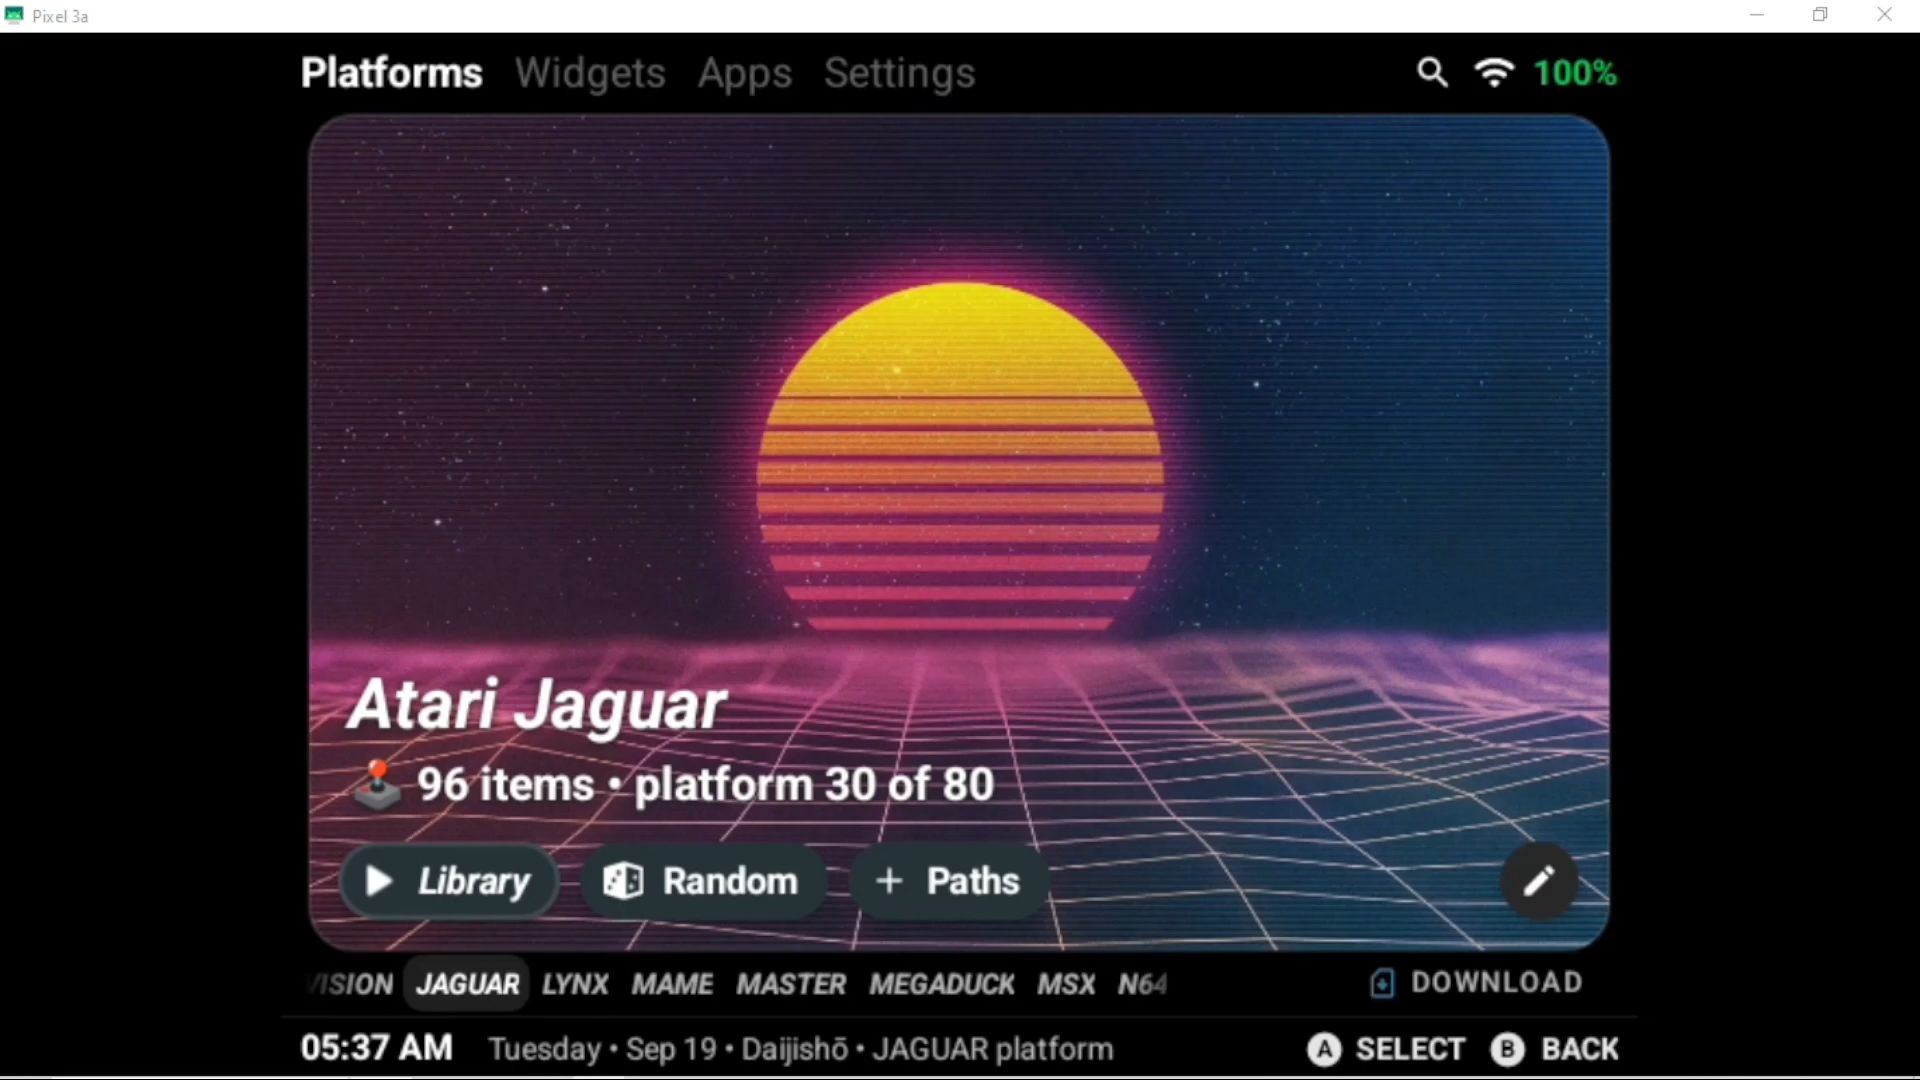 Pixel 3a
Platforms Widgets Apps Settings 100%
Atari Jaguar
96 items • platform 30 of 80
Library Random + Paths
VISION JAGUAR LYNX MAME MASTER MEGADUCK MSX N64 DOWNLOAD
05:37 AM Tuesday • Sep 19 • Daijishō • JAGUAR platform A SELECT B BACK